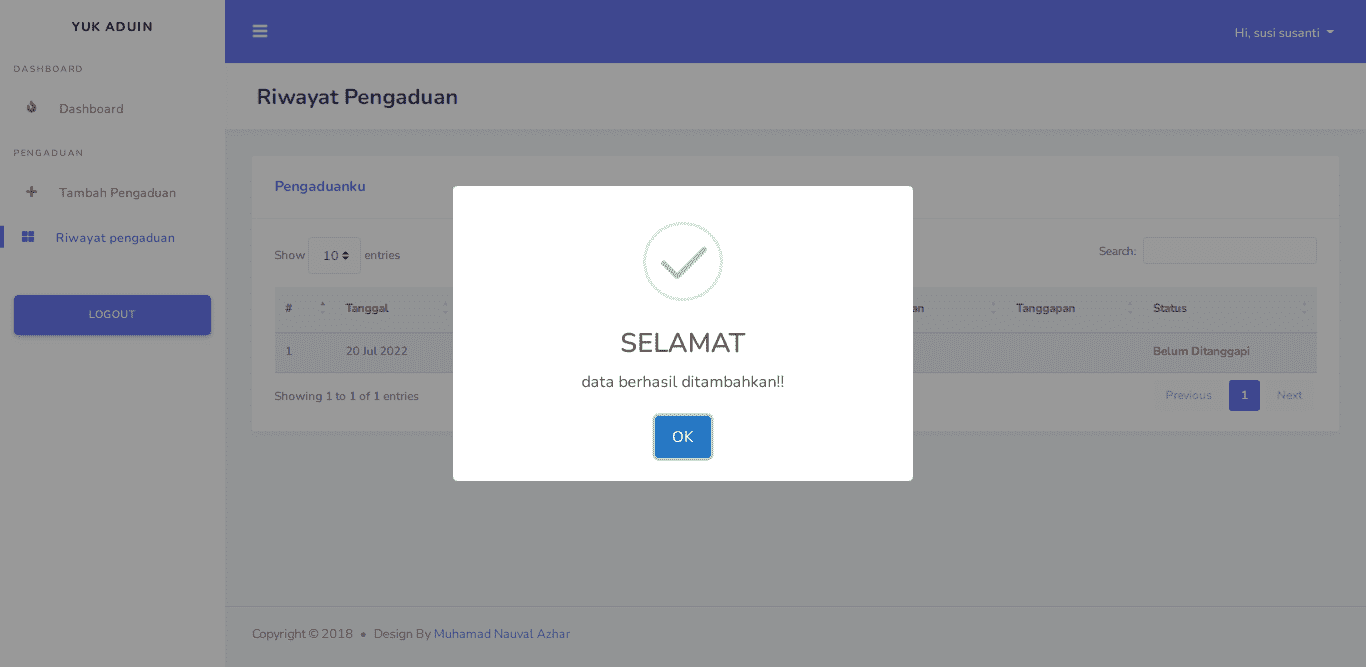 YUK ADUIN
DASHBOARD
Dashboard
PENGADUAN
Tambah Pengaduan
Riwayat pengaduan
LOGOUT
Hi, susi susanti
Riwayat Pengaduan
Pengaduanku
Show 10 entries
Search:
# Tanggal an Tanggapan Status
1 20 Jul 2022 Belum Ditanggapi
Showing 1 to 1 of 1 entries
Previous 1 Next
SELAMAT
data berhasil ditambahkan!!
OK
Copyright © 2018 • Design By Muhamad Nauval Azhar